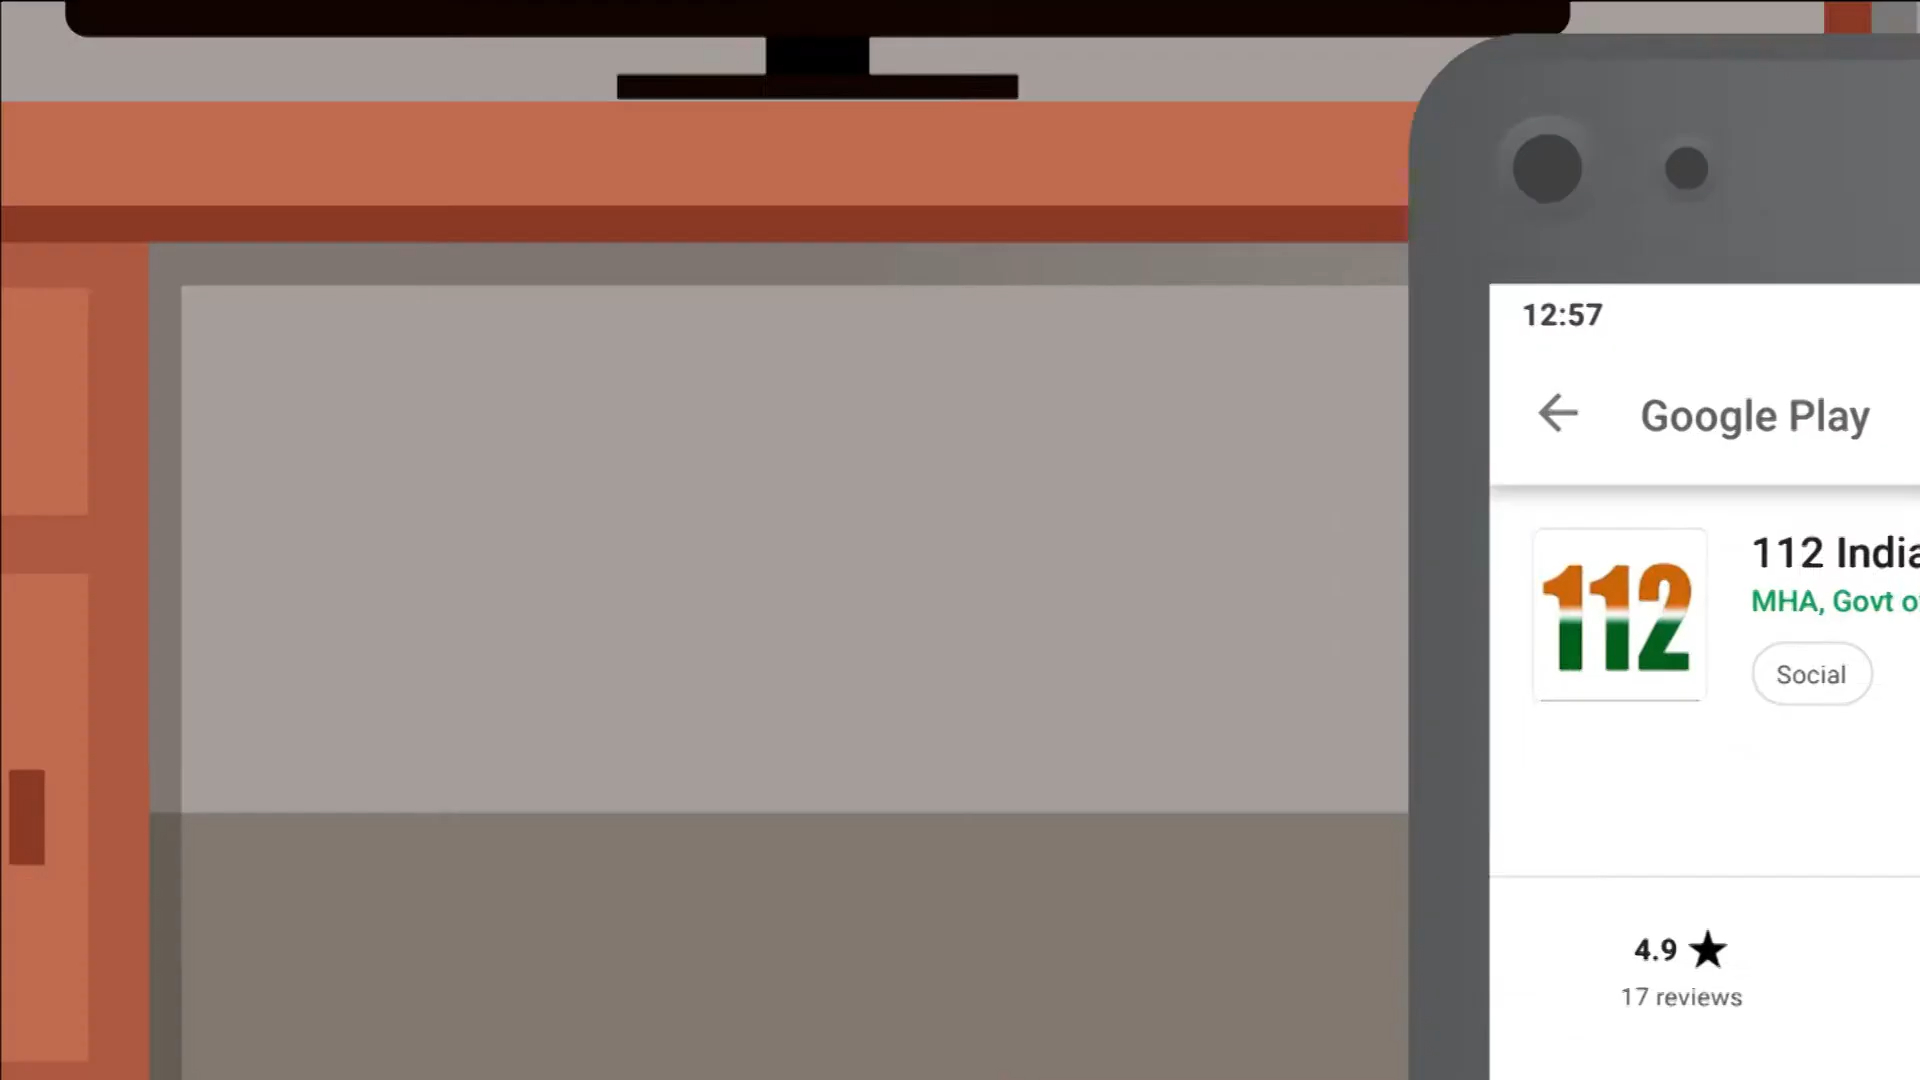 12:57
Google Play
112
112 India
MHA, Govt o
Social
4.9
17 reviews